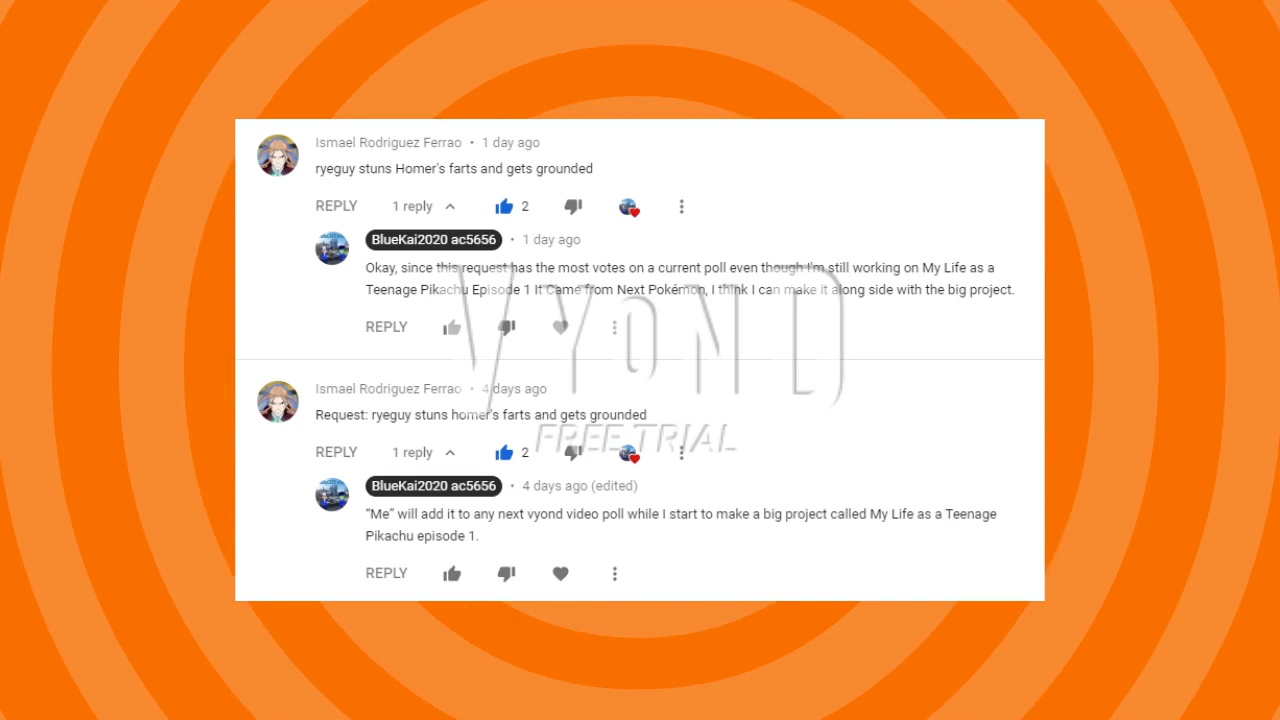 Ismael Rodriguez Ferrao • 1 day ago
ryeguy stuns Homer's farts and gets grounded
REPLY 1 reply 2
BlueKai2020 ac5656 • 1 day ago
Okay, since this request has the most votes on a current poll even though I'm still working on My Life as a
Teenage Pikachu Episode 1 It Came from Next Pokémon, I think I can make it along side with the big project.
REPLY
VYOND
FREE TRIAL
Ismael Rodriguez Ferrao • 4 days ago
Request: ryeguy stuns homer's farts and gets grounded
REPLY 1 reply 2
BlueKai2020 ac5656 • 4 days ago (edited)
“Me” will add it to any next vyond video poll while I start to make a big project called My Life as a Teenage
Pikachu episode 1.
REPLY